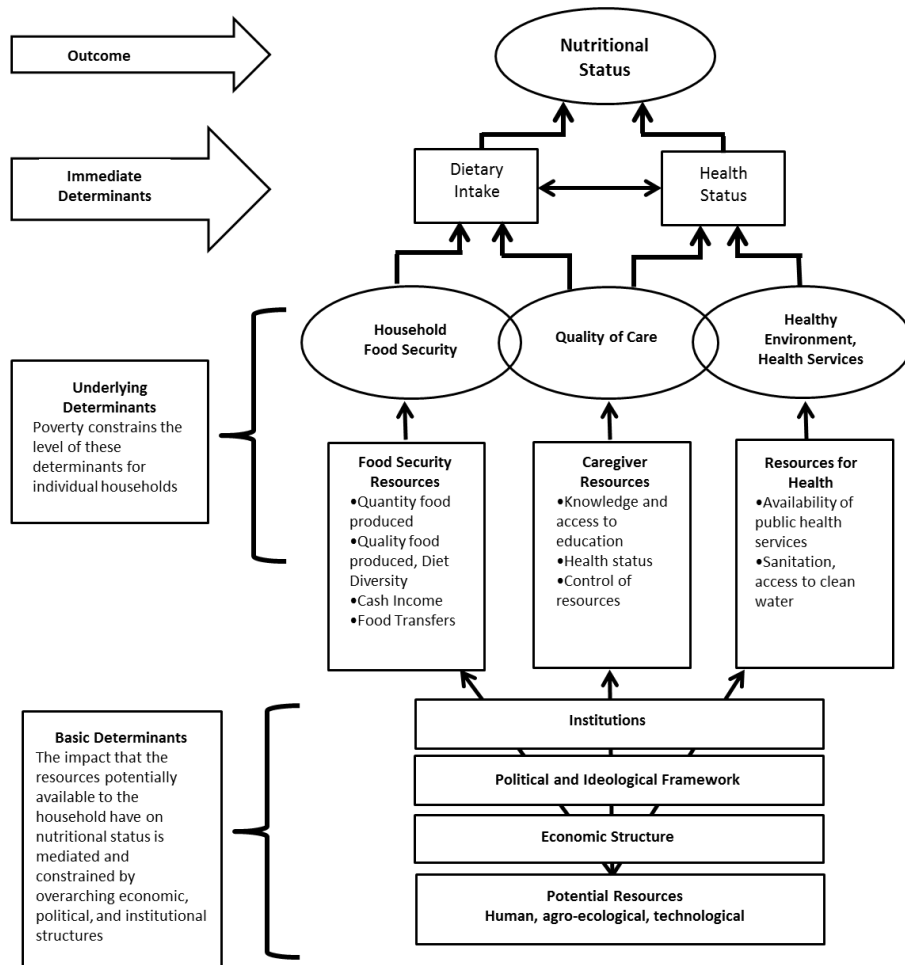 Outcome
Nutritional
Status
Immediate
Determinants
Dietary
Intake
Health
Status
Household
Food Security
Quality of Care
Healthy
Environment,
Health Services
Underlying
Determinants
Poverty constrains the
level of these
determinants for
individual households
Food Security
Resources
•Quantity food
produced
•Quality food
produced, Diet
Diversity
•Cash Income
•Food Transfers
Caregiver
Resources
•Knowledge and
access to
education
•Health status
•Control of
resources
Resources for
Health
•Availability of
public health
services
•Sanitation,
access to clean
water
Basic Determinants
The impact that the
resources potentially
available to the
household have on
nutritional status is
mediated and
constrained by
overarching economic,
political, and institutional
structures
Institutions
Political and Ideological Framework
Economic Structure
Potential Resources
Human, agro-ecological, technological